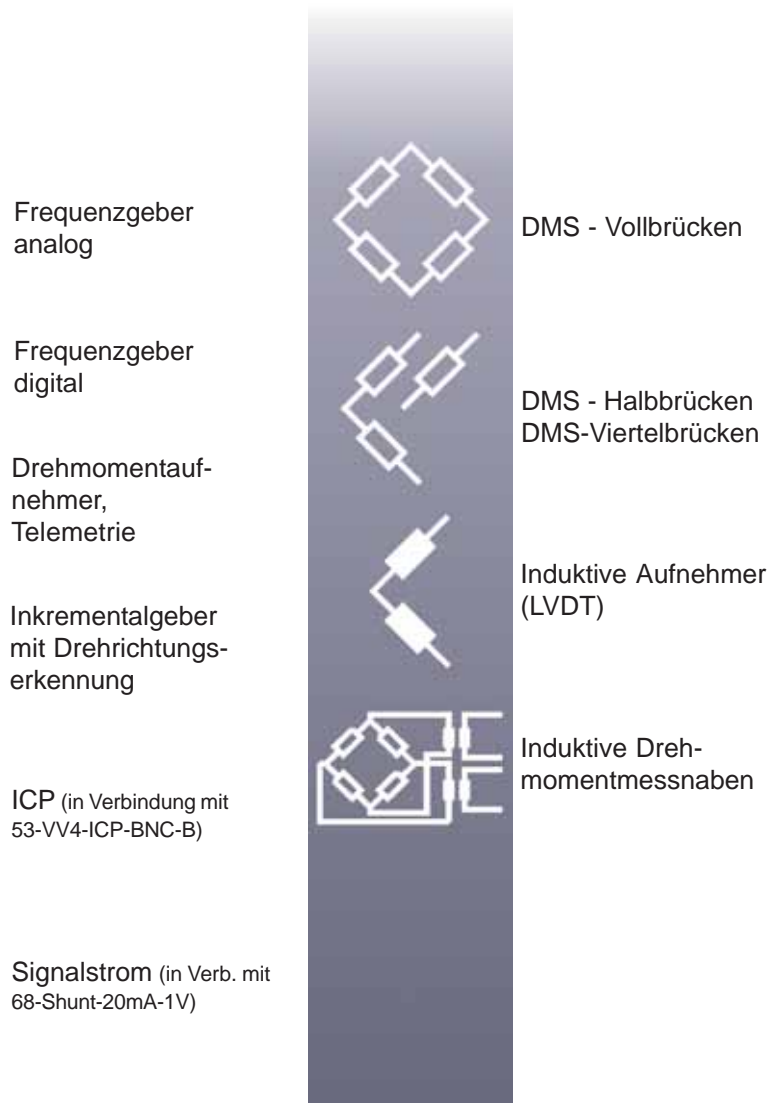 Frequenzgeber
analog
Frequenzgeber
digital
Drehmomentauf-
nehmer,
Telemetrie
Inkrementalgeber
mit Drehrichtungs-
erkennung
ICP (in Verbindung mit
53-VV4-ICP-BNC-B)
Signalstrom (in Verb. mit
68-Shunt-20mA-1V)
DMS - Vollbrücken
DMS - Halbbrücken
DMS-Viertelbrücken
Induktive Aufnehmer
(LVDT)
Induktive Dreh-
momentmessnaben